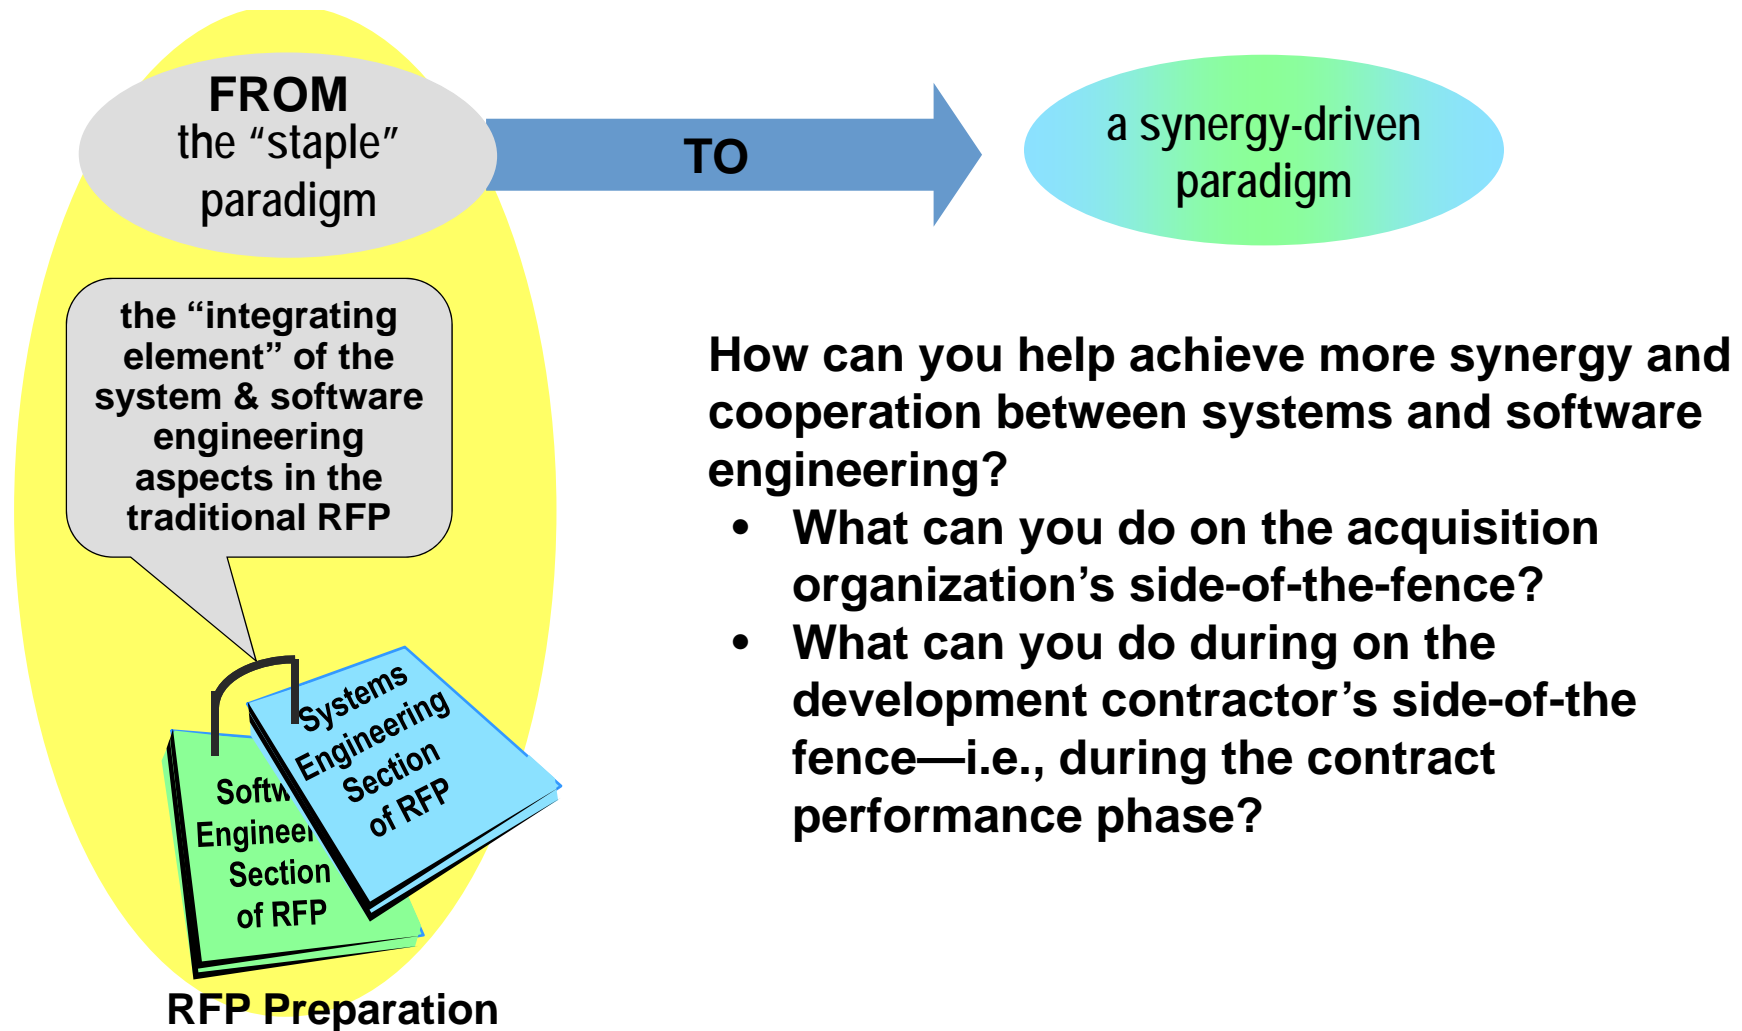 FROM
the “staple”
paradigm
TO
a synergy-driven
paradigm
the “integrating
element” of the
system & software
engineering
aspects in the
traditional RFP
How can you help achieve more synergy and
cooperation between systems and software
engineering?
• What can you do on the acquisition
organization’s side-of-the-fence?
• What can you do during on the
development contractor’s side-of-the
fence—i.e., during the contract
performance phase?
Systems
Engineering
Section
of RFP
Softw
Engineer
Section
of RFP
RFP Preparation